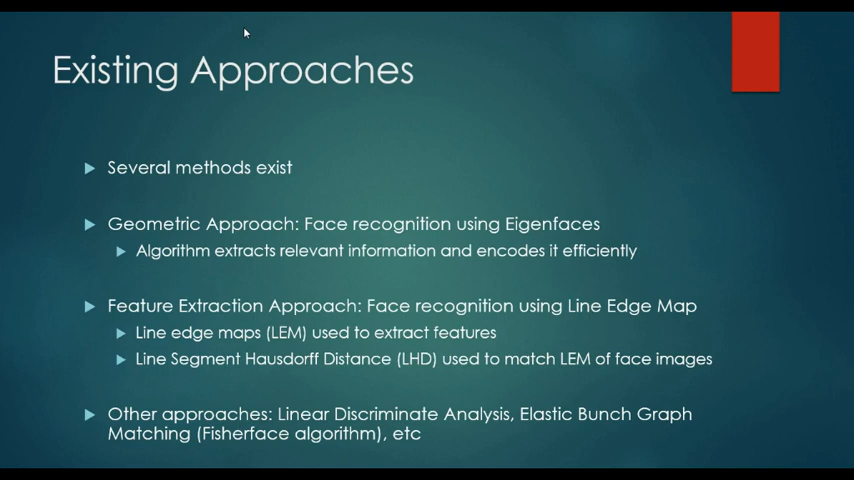 Existing Approaches
Several methods exist
Geometric Approach: Face recognition using Eigenfaces
Algorithm extracts relevant information and encodes it efficiently
Feature Extraction Approach: Face recognition using Line Edge Map
Line edge maps (LEM) used to extract features
Line Segment Hausdorff Distance (LHD) used to match LEM of face images
Other approaches: Linear Discriminate Analysis, Elastic Bunch Graph
Matching (Fisherface algorithm), etc